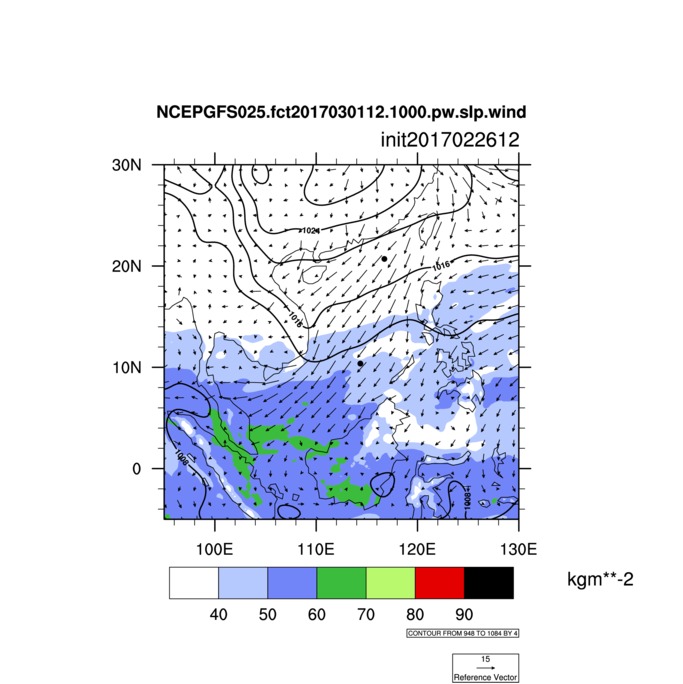 NCEPGFS025.fct2017030112.1000.pw.slp.wind
init2017022612
30N
1024
20N
1016
1016
10N
1008
0
1008
100E 110E 120E 130E
kgm**-2
40 50 60 70 80 90
CONTOUR FROM 948 TO 1084 BY 4
15
Reference Vector